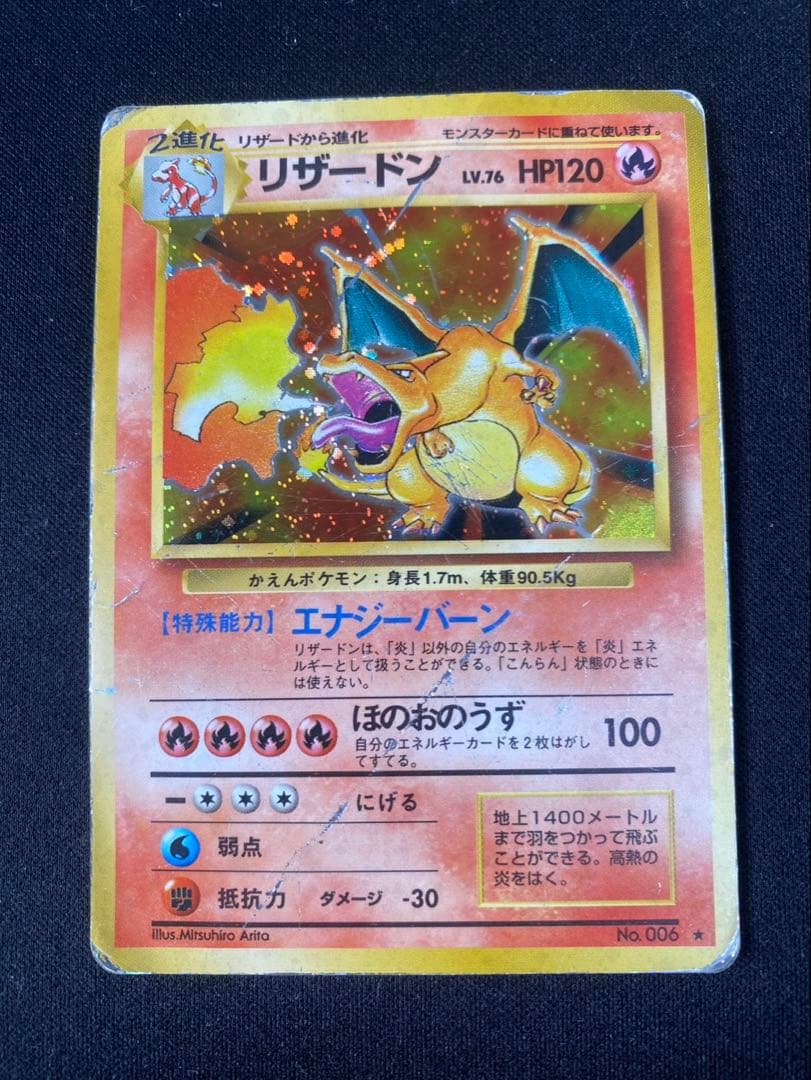 2進化 リザードから進化 モンスターカードに重ねて使います。
リザードン LV.76 HP120
かえんポケモン：身長1.7m、体重90.5Kg
【特殊能力】エナジーバーン
リザードンは、「炎」以外の自分のエネルギーを「炎」エネ
ルギーとして扱うことができる。「こんらん」状態のときに
は使えない。
ほのおのうず 100
自分のエネルギーカードを2枚はがし
てすてる。
にげる
弱点
抵抗力 ダメージ -30
地上1400メートル
まで羽をつかって飛ぶ
ことができる。高熱の
炎をはく。
illus.Mitsuhiro Arita No. 006 ★